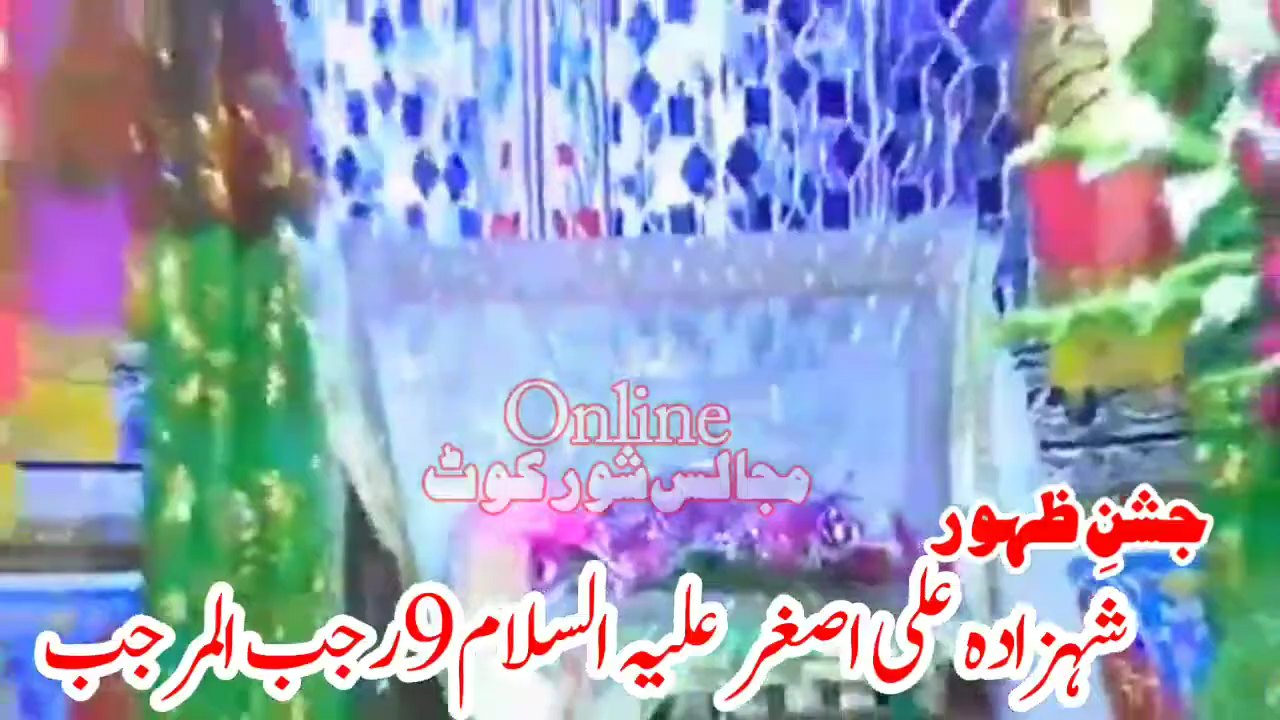 Online
مجالس شورکوٹ
جشنِ ظہور
شہزادہ علی اصغر علیہ السلام 9 رجب المرجب